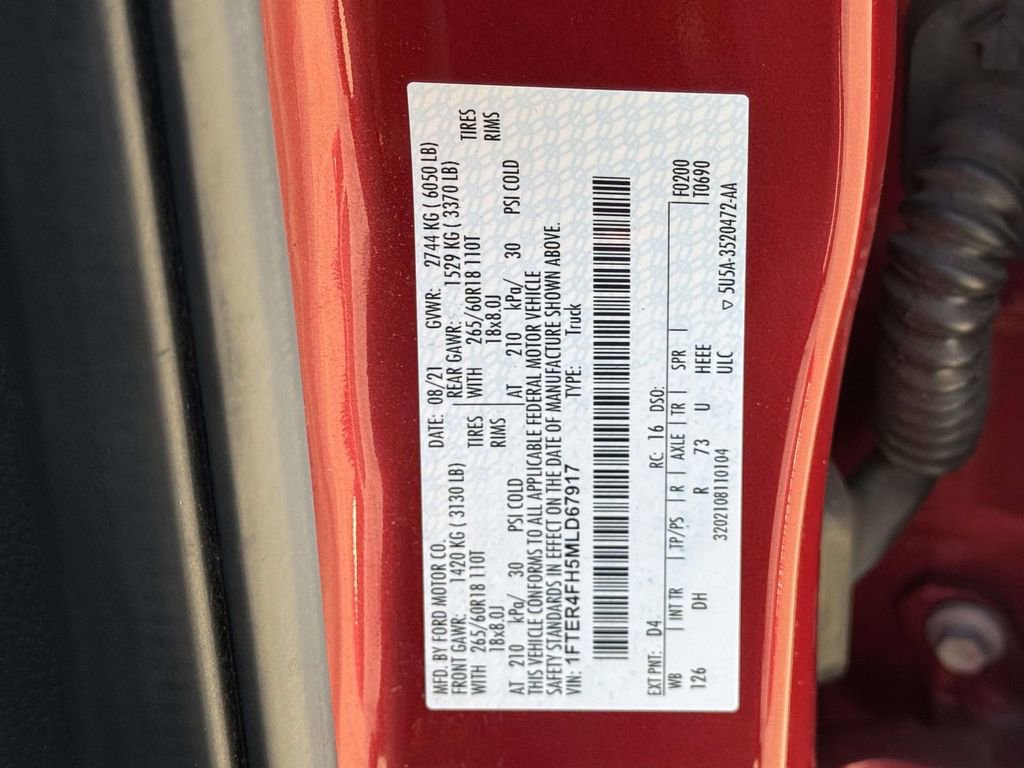 MFD. BY FORD MOTOR CO. DATE: 08/21 GVWR: 2744 KG ( 6050 LB)
FRONT GAWR: 1420 KG ( 3130 LB) REAR GAWR: 1529 KG ( 3370 LB)
WITH 265/60R18 110T TIRES WITH 265/60R18 110T TIRES
18x8.0J RIMS 18x8.0J RIMS
AT 210 kPa/ 30 PSI COLD AT 210 kPa/ 30 PSI COLD
THIS VEHICLE CONFORMS TO ALL APPLICABLE FEDERAL MOTOR VEHICLE
SAFETY STANDARDS IN EFFECT ON THE DATE OF MANUFACTURE SHOWN ABOVE.
VIN: 1FTER4FH5MLD67917 TYPE: Truck
EXT PNT: D4 RC: 16 DSO: F0200
WB INT TR TP/PS R AXLE TR SPR T0690
126 DH R 73 U HEEE
ULC
3202108110104 ▽ 5U5A-3520472-AA